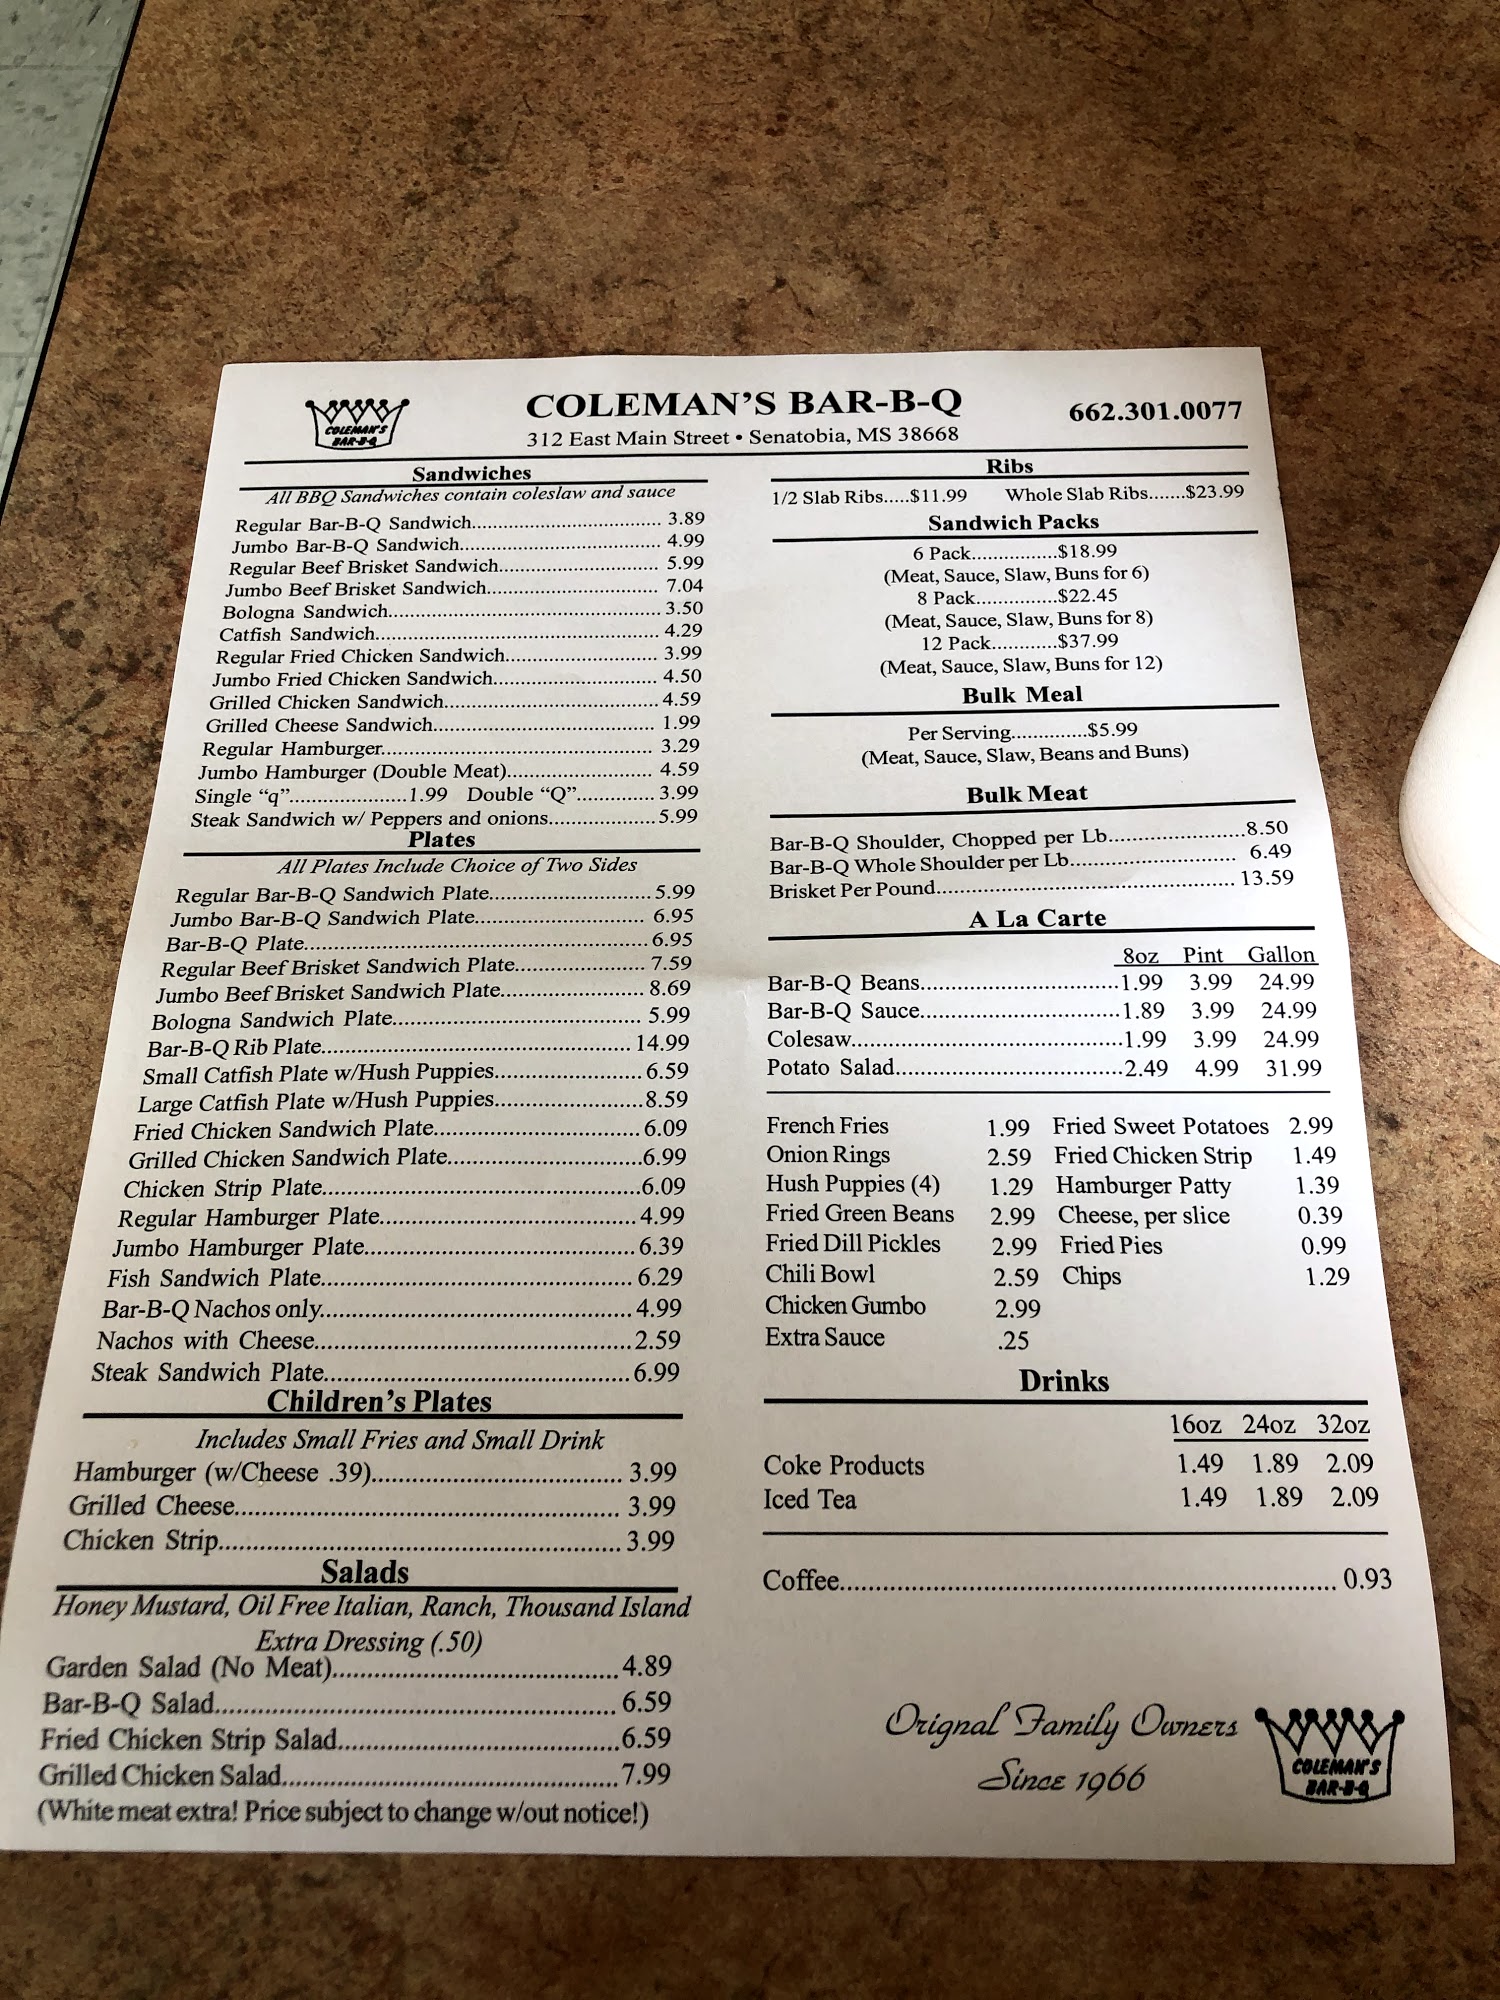 COLEMAN'S BAR-B-Q
COLEMAN'S BAR-B-Q
312 East Main Street • Senatobia, MS 38668
662.301.0077
Sandwiches
All BBQ Sandwiches contain coleslaw and sauce
Regular Bar-B-Q Sandwich.......... 3.89
Jumbo Bar-B-Q Sandwich.......... 4.99
Regular Beef Brisket Sandwich.......... 5.99
Jumbo Beef Brisket Sandwich.......... 7.04
Bologna Sandwich.......... 3.50
Catfish Sandwich.......... 4.29
Regular Fried Chicken Sandwich.......... 3.99
Jumbo Fried Chicken Sandwich.......... 4.50
Grilled Chicken Sandwich.......... 4.59
Grilled Cheese Sandwich.......... 1.99
Regular Hamburger.......... 3.29
Jumbo Hamburger (Double Meat).......... 4.59
Single “q”..........1.99 Double “Q”.......... 3.99
Steak Sandwich w/ Peppers and onions..........5.99
Plates
All Plates Include Choice of Two Sides
Regular Bar-B-Q Sandwich Plate.......... 5.99
Jumbo Bar-B-Q Sandwich Plate.......... 6.95
Bar-B-Q Plate..........6.95
Regular Beef Brisket Sandwich Plate.......... 7.59
Jumbo Beef Brisket Sandwich Plate.......... 8.69
Bologna Sandwich Plate.......... 5.99
Bar-B-Q Rib Plate.......... 14.99
Small Catfish Plate w/Hush Puppies.......... 6.59
Large Catfish Plate w/Hush Puppies..........8.59
Fried Chicken Sandwich Plate..........6.09
Grilled Chicken Sandwich Plate..........6.99
Chicken Strip Plate..........6.09
Regular Hamburger Plate.......... 4.99
Jumbo Hamburger Plate..........6.39
Fish Sandwich Plate.......... 6.29
Bar-B-Q Nachos only..........4.99
Nachos with Cheese..........2.59
Steak Sandwich Plate..........6.99
Children's Plates
Includes Small Fries and Small Drink
Hamburger (w/Cheese .39).......... 3.99
Grilled Cheese.......... 3.99
Chicken Strip.......... 3.99
Salads
Honey Mustard, Oil Free Italian, Ranch, Thousand Island
Extra Dressing (.50)
Garden Salad (No Meat)..........4.89
Bar-B-Q Salad.......... 6.59
Fried Chicken Strip Salad..........6.59
Grilled Chicken Salad..........7.99
(White meat extra! Price subject to change w/out notice!)
Ribs
1/2 Slab Ribs.....$11.99 Whole Slab Ribs.......$23.99
Sandwich Packs
6 Pack................$18.99
(Meat, Sauce, Slaw, Buns for 6)
8 Pack...............$22.45
(Meat, Sauce, Slaw, Buns for 8)
12 Pack............$37.99
(Meat, Sauce, Slaw, Buns for 12)
Bulk Meal
Per Serving.............$5.99
(Meat, Sauce, Slaw, Beans and Buns)
Bulk Meat
Bar-B-Q Shoulder, Chopped per Lb..........8.50
Bar-B-Q Whole Shoulder per Lb.......... 6.49
Brisket Per Pound.......... 13.59
A La Carte
8oz Pint Gallon
Bar-B-Q Beans..........1.99 3.99 24.99
Bar-B-Q Sauce..........1.89 3.99 24.99
Colesaw..........1.99 3.99 24.99
Potato Salad..........2.49 4.99 31.99
French Fries 1.99 Fried Sweet Potatoes 2.99
Onion Rings 2.59 Fried Chicken Strip 1.49
Hush Puppies (4) 1.29 Hamburger Patty 1.39
Fried Green Beans 2.99 Cheese, per slice 0.39
Fried Dill Pickles 2.99 Fried Pies 0.99
Chili Bowl 2.59 Chips 1.29
Chicken Gumbo 2.99
Extra Sauce .25
Drinks
16oz 24oz 32oz
Coke Products 1.49 1.89 2.09
Iced Tea 1.49 1.89 2.09
Coffee.......... 0.93
Orignal Family Owners
Since 1966
COLEMAN'S
BAR-B-Q